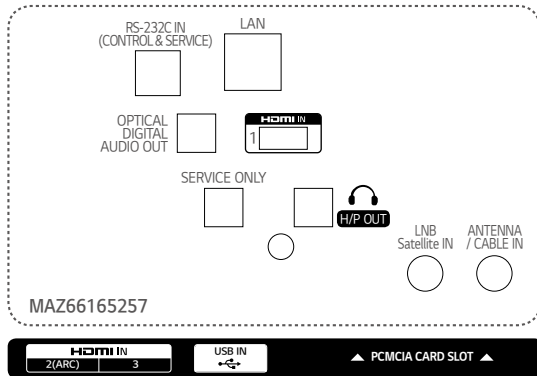 RS-232C IN
(CONTROL & SERVICE)
LAN
OPTICAL
DIGITAL
AUDIO OUT
HDMI IN
1
SERVICE ONLY
H/P OUT
LNB
Satellite IN
ANTENNA
/ CABLE IN
MAZ66165257
HDMI IN
2(ARC) 3
USB IN
▲ PCMCIA CARD SLOT ▲